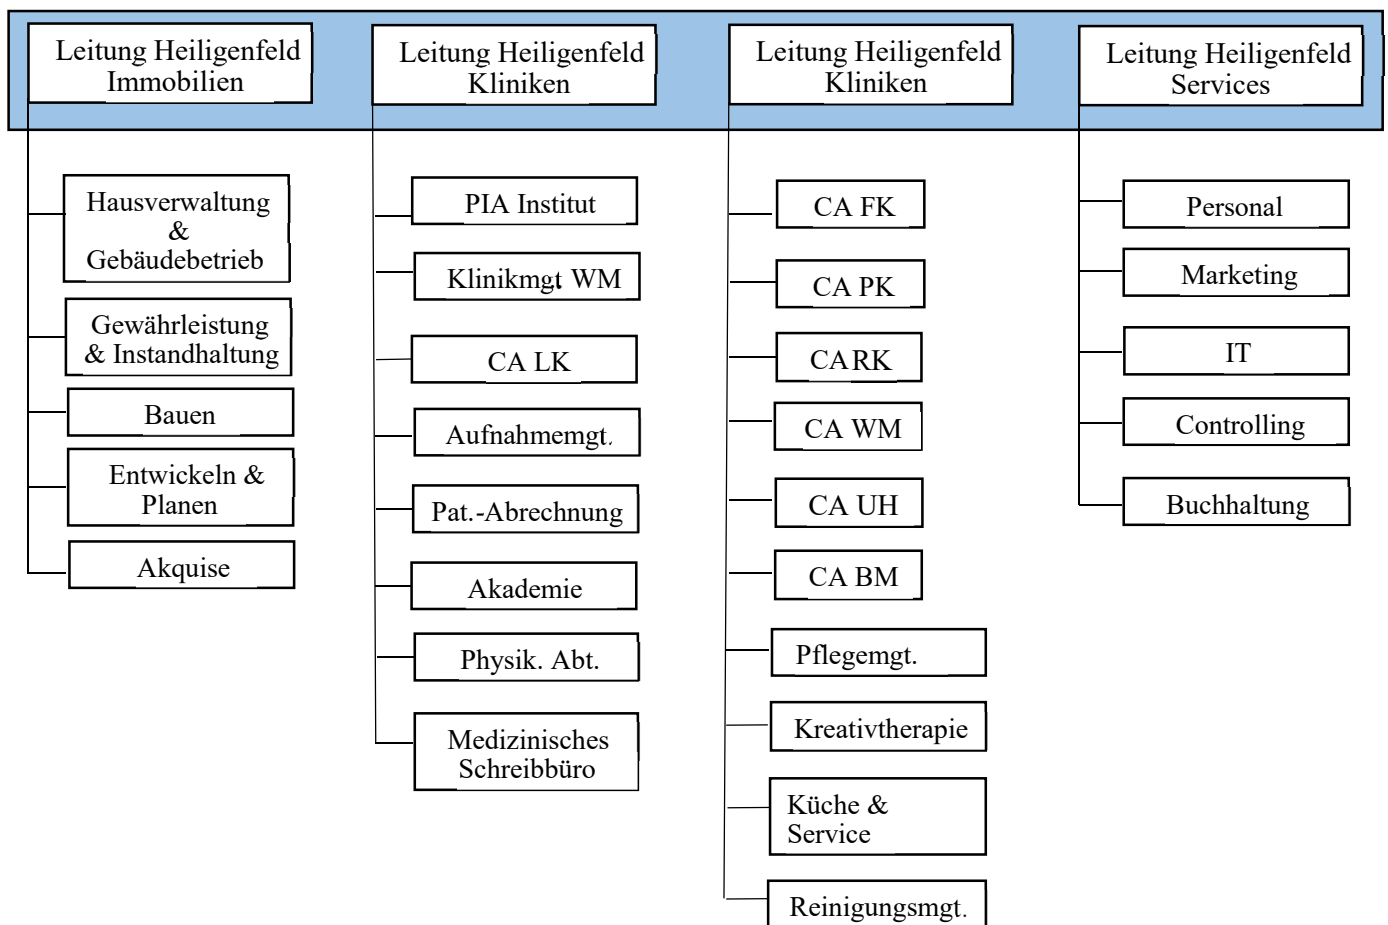 Leitung Heiligenfeld
Immobilien
Leitung Heiligenfeld
Kliniken
Leitung Heiligenfeld
Kliniken
Leitung Heiligenfeld
Services
Hausverwaltung
&
Gebäudebetrieb
Gewährleistung
& Instandhaltung
Bauen
Entwickeln &
Planen
Akquise
PIA Institut
Klinikmgt. WM
CA LK
Aufnahmemgt.
Pat.-Abrechnung
Akademie
Physik. Abt.
Medizinisches
Schreibbüro
CA FK
CA PK
CA RK
CA WM
CA UH
CA BM
Pflegemgt.
Kreativtherapie
Küche &
Service
Reinigungsmgt.
Personal
Marketing
IT
Controlling
Buchhaltung